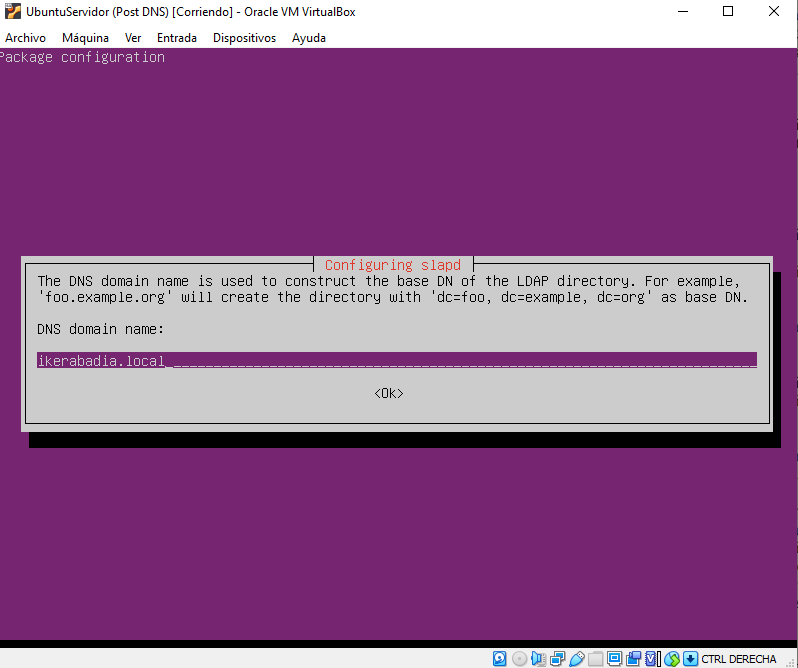 UbuntuServidor (Post DNS) [Corriendo] - Oracle VM VirtualBox
Archivo Máquina Ver Entrada Dispositivos Ayuda
Package configuration
Configuring slapd
The DNS domain name is used to construct the base DN of the LDAP directory. For example,
'foo.example.org' will create the directory with 'dc=foo, dc=example, dc=org' as base DN.
DNS domain name:
ikerabadia.local
<Ok>
CTRL DERECHA